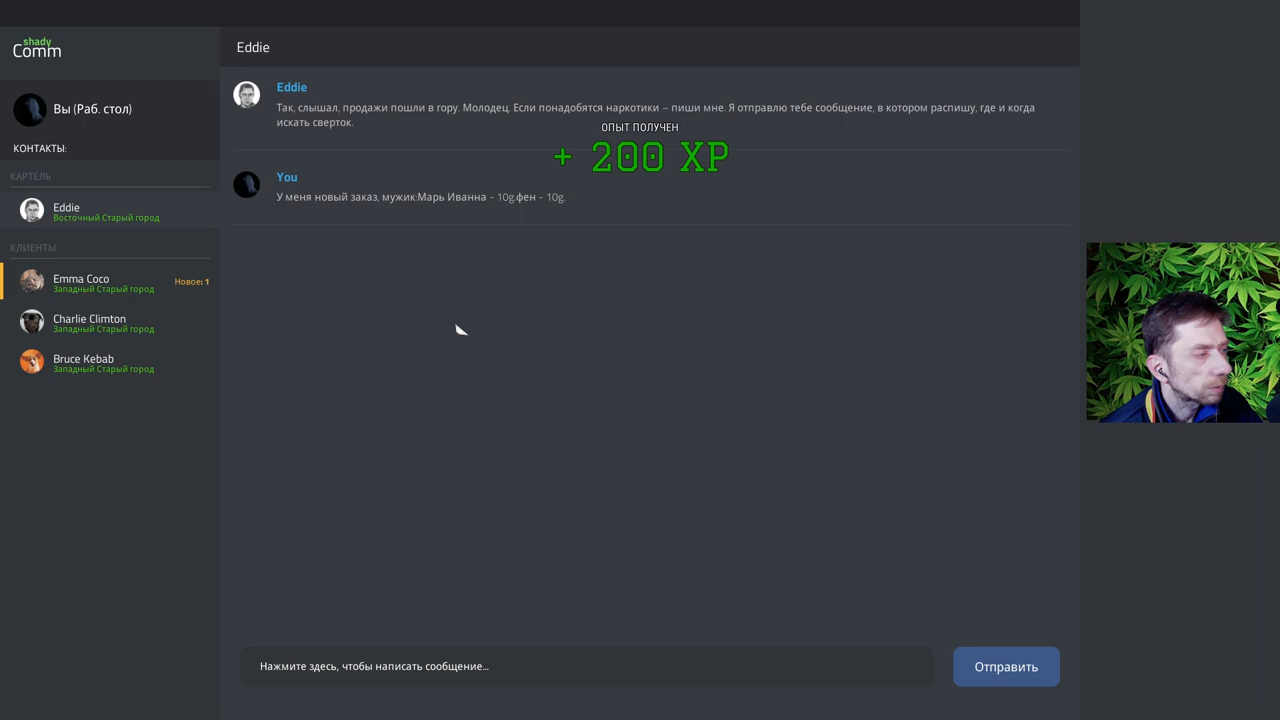 shady
Comm
Eddie
Вы (Раб. стол)
КОНТАКТЫ:
КАРТЕЛЬ
Eddie
Восточный Старый город
КЛИЕНТЫ
Emma Coco
Западный Старый город
Новое: 1
Charlie Climton
Западный Старый город
Bruce Kebab
Западный Старый город
Eddie
Так, слышал, продажи пошли в гору. Молодец. Если понадобятся наркотики – пиши мне. Я отправлю тебе сообщение, в котором распишу, где и когда
искать сверток.
ОПЫТ ПОЛУЧЕН
+ 200 XP
You
У меня новый заказ, мужик:Марь Иванна - 10g.фен - 10g.
Нажмите здесь, чтобы написать сообщение...
Отправить